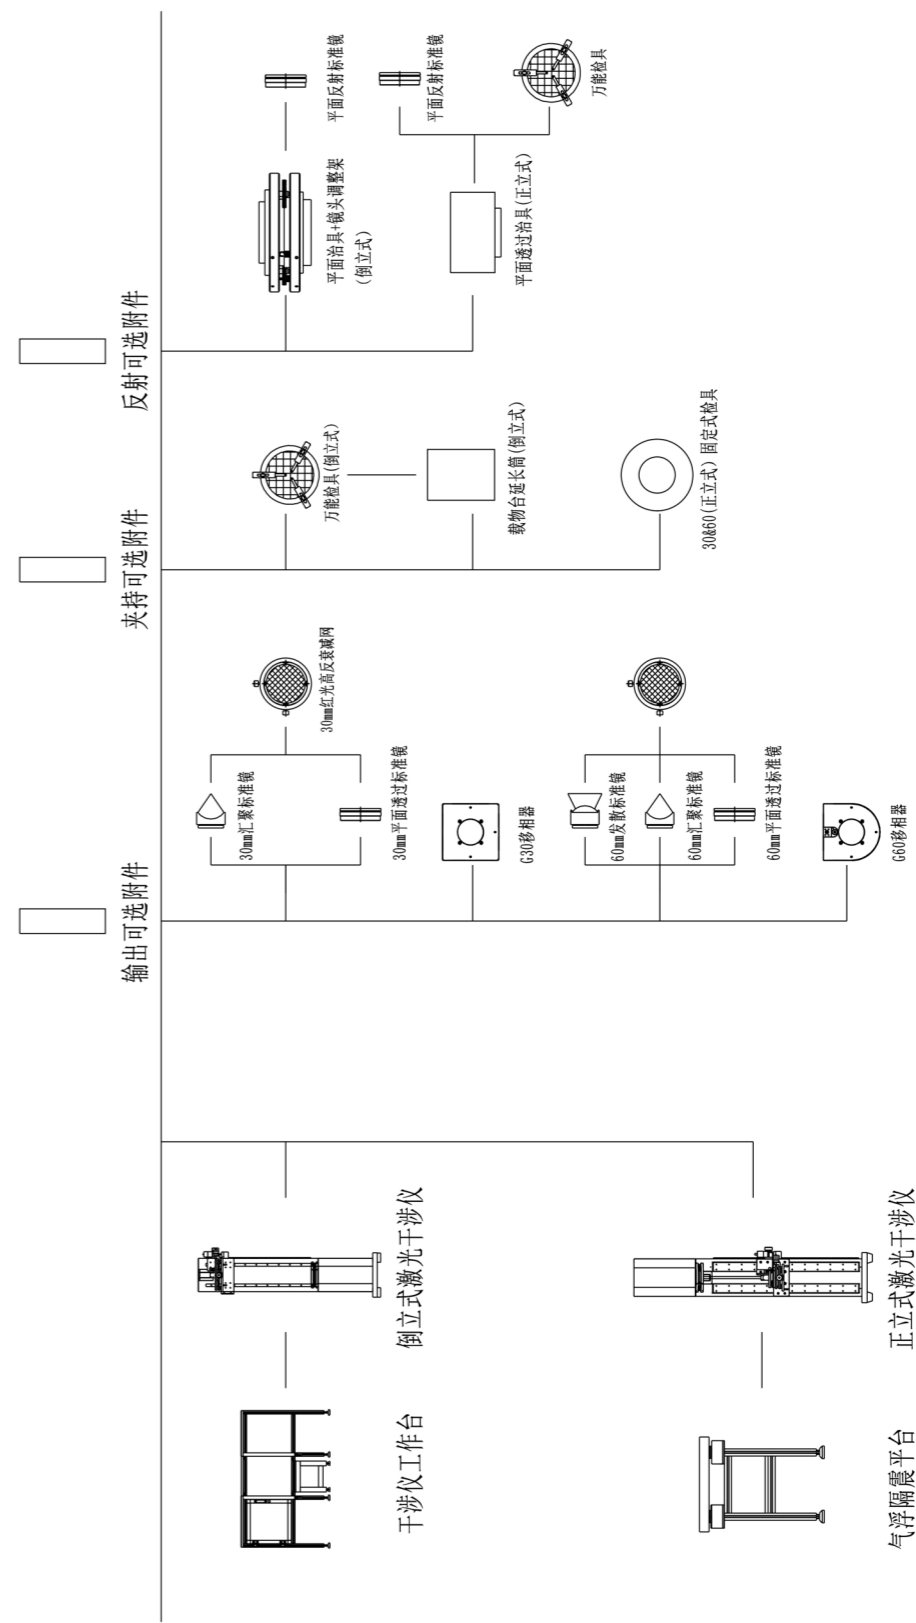 干涉仪工作台
倒立式激光干涉仪
气浮隔震平台
正立式激光干涉仪
输出可选附件
30mm汇聚标准镜
30mm平面透过标准镜
30mm红光高反衰减网
G30移相器
60mm发散标准镜
60mm汇聚标准镜
60mm平面透过标准镜
G60移相器
夹持可选附件
万能检具(倒立式)
载物台延长筒(倒立式)
30&60(正立式)固定式检具
反射可选附件
平面治具+镜头调整架
(倒立式)
平面反射标准镜
平面透过治具(正立式)
平面反射标准镜
万能检具